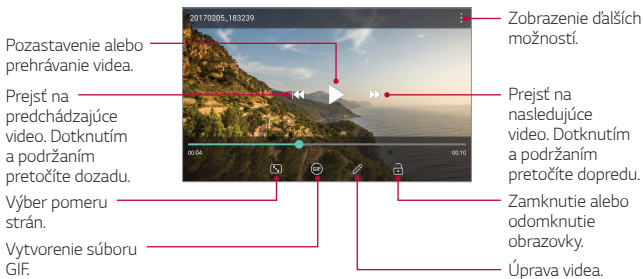 20170205_183239
Pozastavenie alebo
prehrávanie videa.
Prejsť na
predchádzajúce
video. Dotknutím
a podržaním
pretočíte dozadu.
Výber pomeru
strán.
Vytvorenie súboru
GIF.
00:04
00:10
GIF
Zobrazenie ďalších
možností.
Prejsť na
nasledujúce
video. Dotknutím
a podržaním
pretočíte dopredu.
Zamknutie alebo
odomknutie
obrazovky.
Úprava videa.